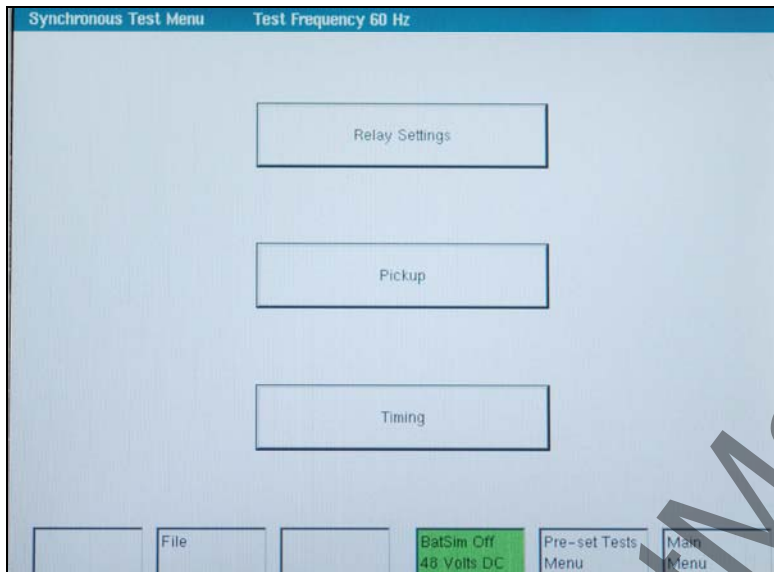 Synchronous Test Menu Test Frequency 60 Hz
Relay Settings
Pickup
Timing
File
BatSim Off
48 Volts DC
Pre-set Tests
Menu
Main
Menu